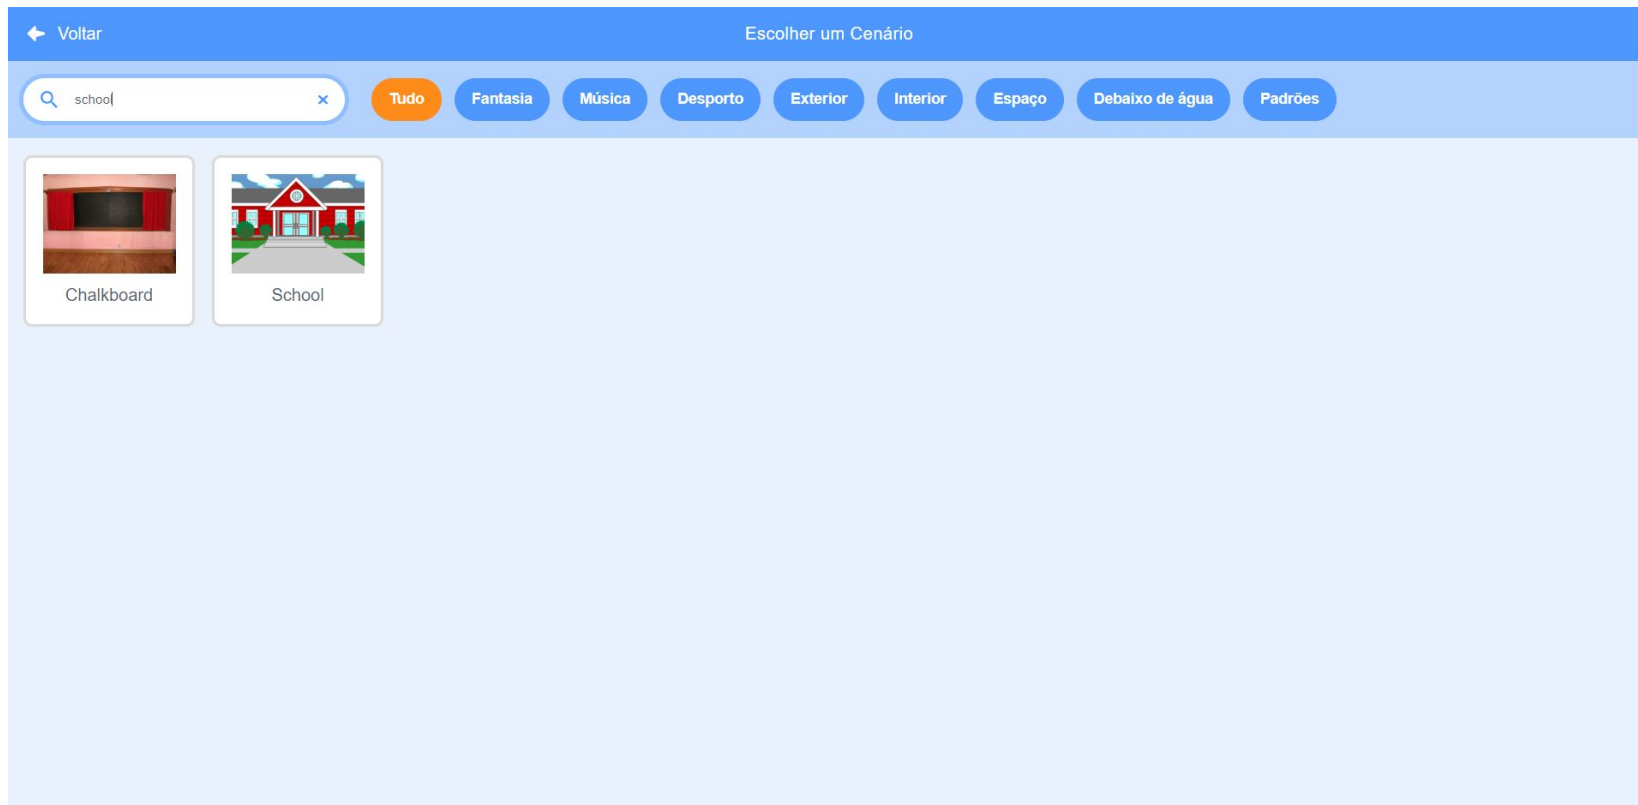 Voltar
Escolher um Cenário
school
Tudo
Fantasia
Música
Desporto
Exterior
Interior
Espaço
Debaixo de água
Padrões
Chalkboard
School